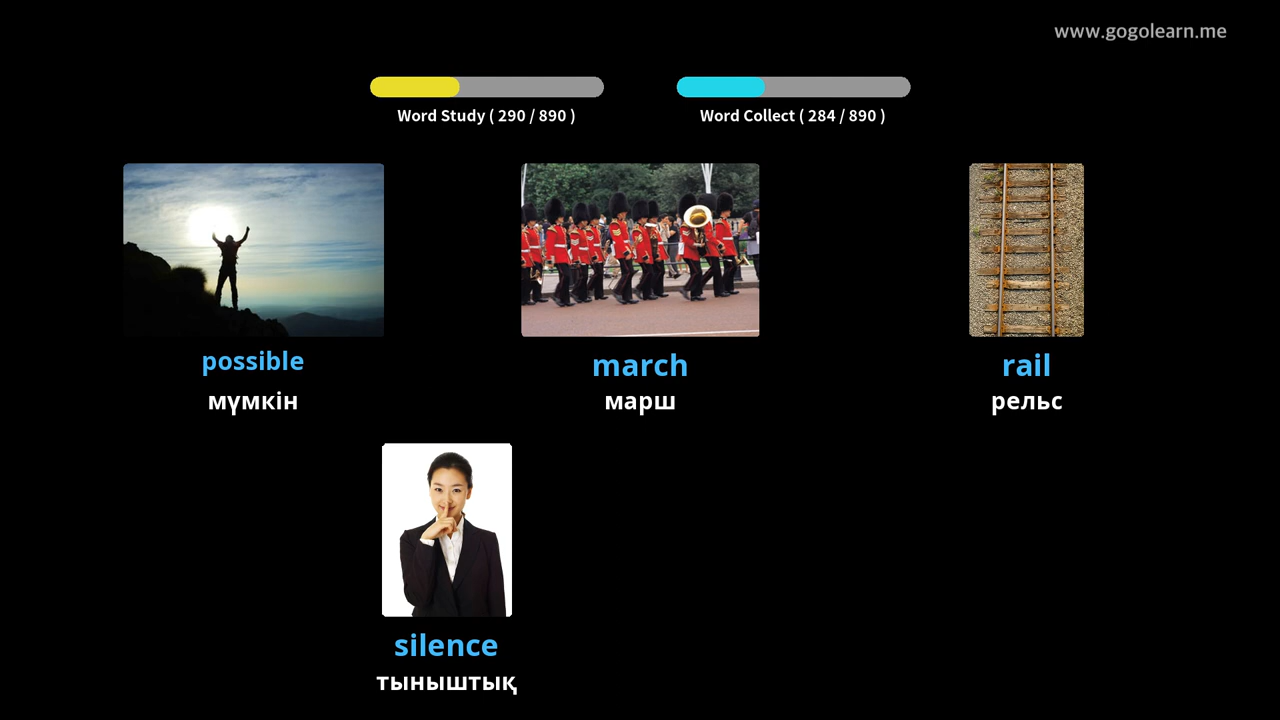 www.gogolearn.me
Word Study ( 290 / 890 )
Word Collect ( 284 / 890 )
possible
мүмкін
march
марш
rail
рельс
silence
тыныштық